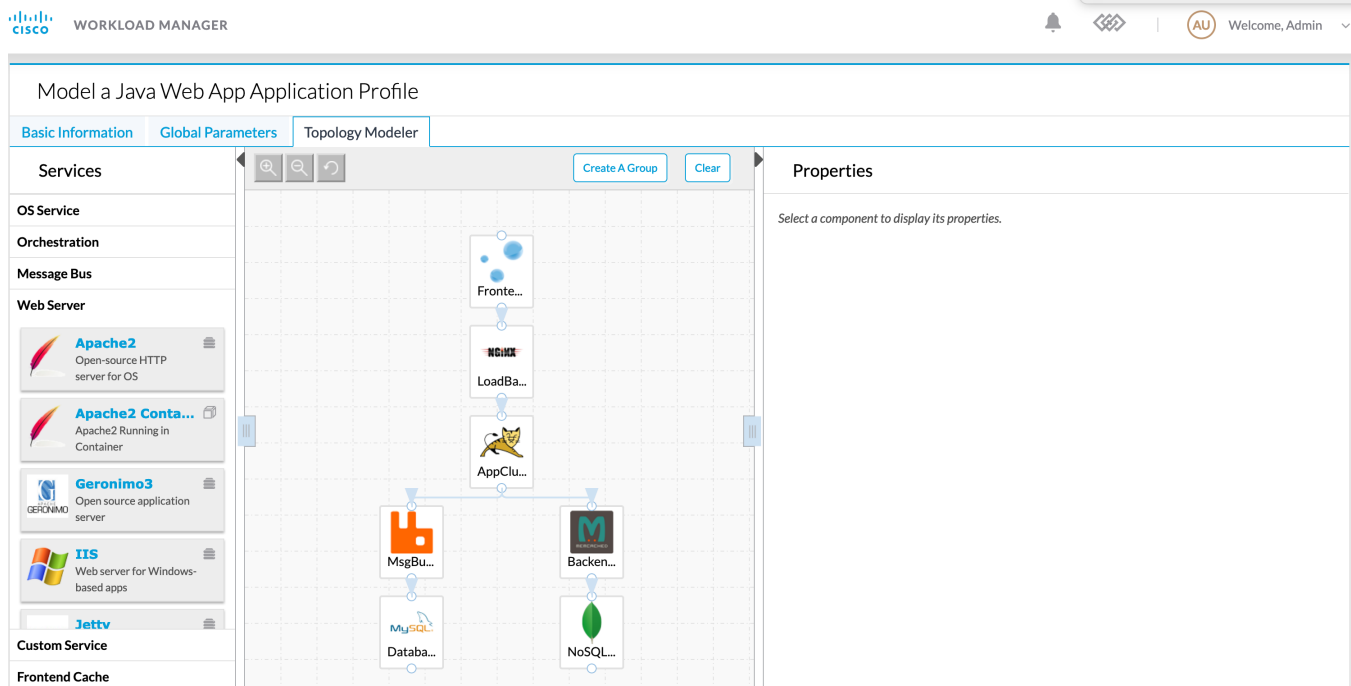 CISCO
WORKLOAD MANAGER
AU
Welcome, Admin
Model a Java Web App Application Profile
Basic Information
Global Parameters
Topology Modeler
Services
OS Service
Orchestration
Message Bus
Web Server
Apache2
Open-source HTTP
server for OS
Apache2 Conta...
Apache2 Running in
Container
APACHE
GERONIMO
Geronimo3
Open source application
server
IIS
Web server for Windows-
based apps
Jetty
Custom Service
Frontend Cache
Create A Group
Clear
Fronte...
NGINX
LoadBa...
AppClu...
MsgBu...
MEMCACHED
Backen...
MySQL
Databa...
NoSQL...
Properties
Select a component to display its properties.